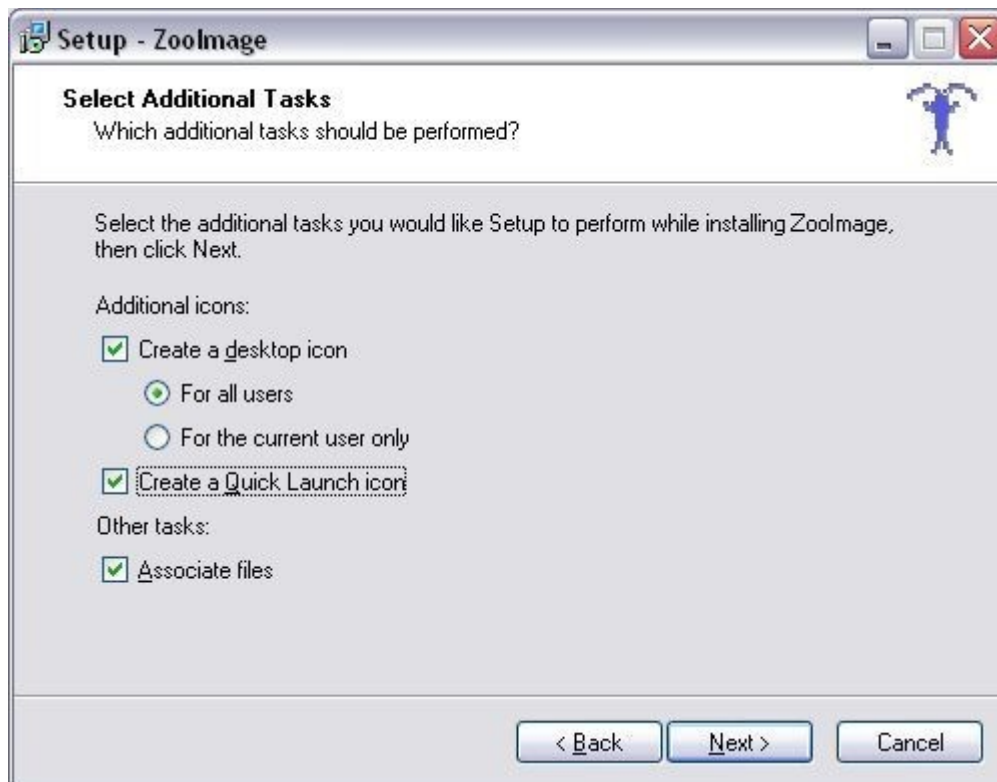 Setup - ZooImage
Select Additional Tasks
Which additional tasks should be performed?
Select the additional tasks you would like Setup to perform while installing ZooImage,
then click Next.
Additional icons:
Create a desktop icon
For all users
For the current user only
Create a Quick Launch icon
Other tasks:
Associate files
< Back
Next >
Cancel